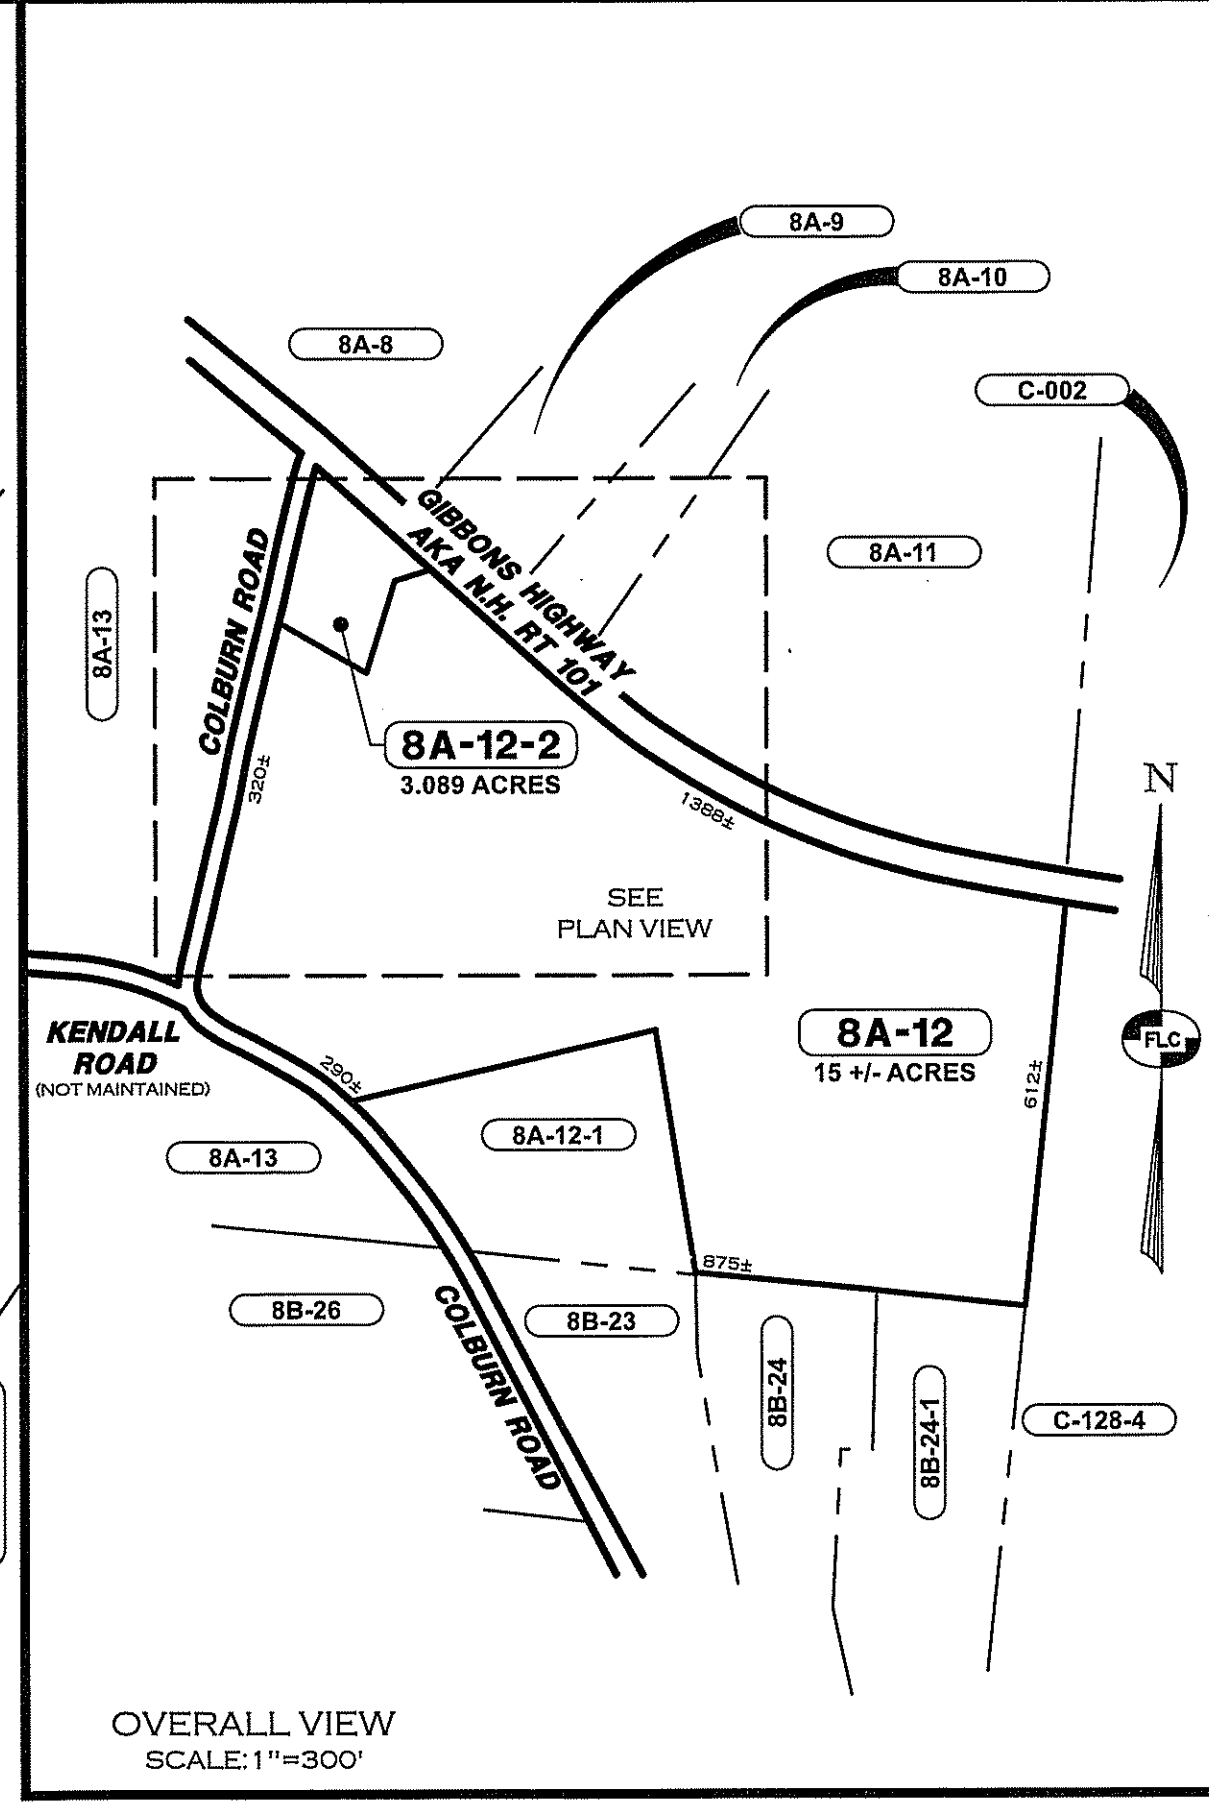 8A-9
8A-10
8A-8
C-002
GIBBONS HIGHWAY
AKA N.H. RT 101
8A-11
COLBURN ROAD
8A-13
8A-12-2
3.089 ACRES
320±
1388±
N
SEE
PLAN VIEW
KENDALL
ROAD
(NOT MAINTAINED)
290±
8A-12
15 +/- ACRES
612±
FLC
8A-12-1
8A-13
875±
8B-26
8B-23
COLBURN ROAD
8B-24
8B-24-1
C-128-4
OVERALL VIEW
SCALE: 1"=300'